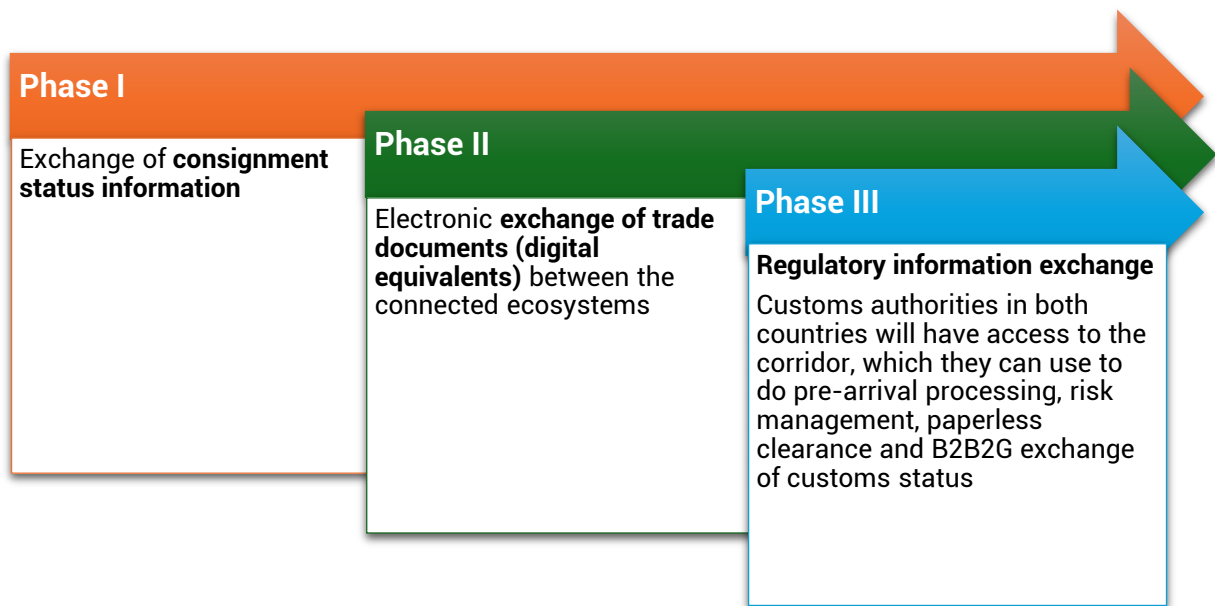 Phase I
Exchange of consignment
status information
Phase II
Electronic exchange of trade
documents (digital
equivalents) between the
connected ecosystems
Phase III
Regulatory information exchange
Customs authorities in both
countries will have access to the
corridor, which they can use to
do pre-arrival processing, risk
management, paperless
clearance and B2B2G exchange
of customs status